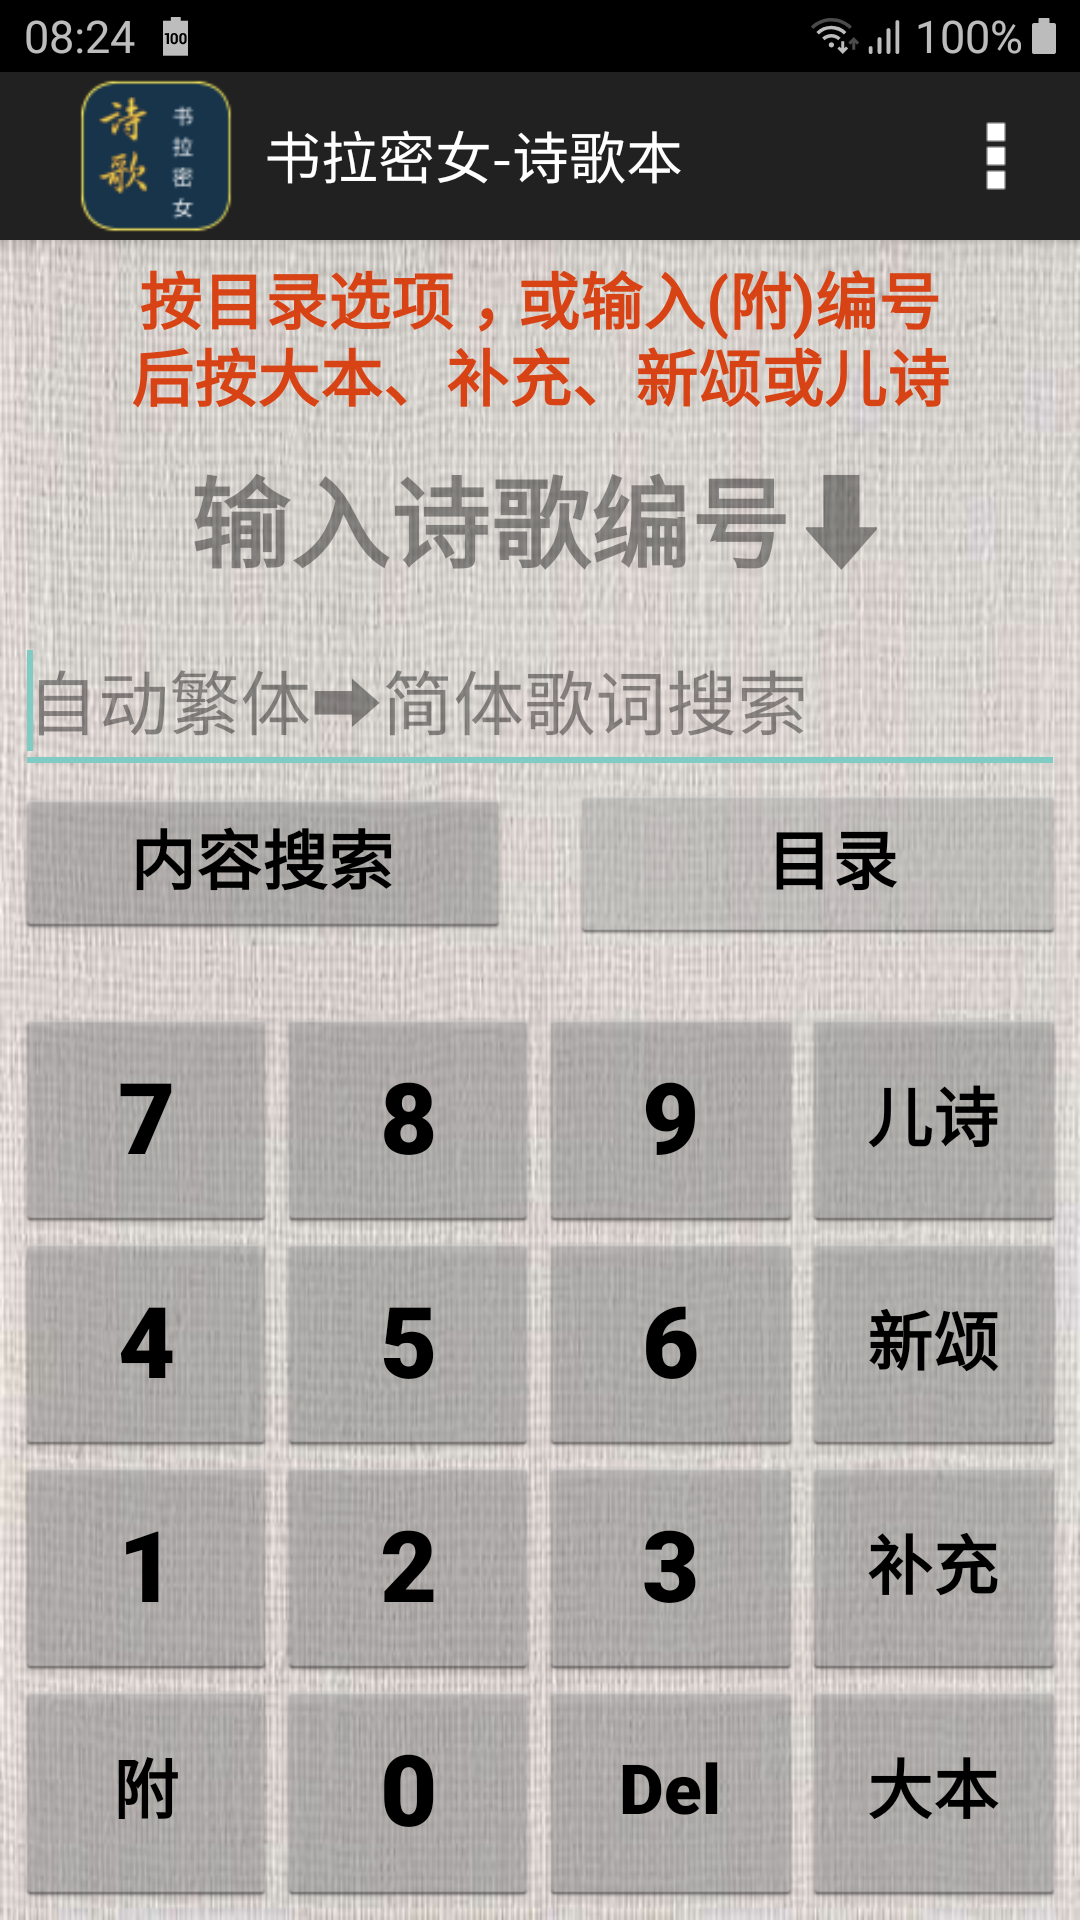 08:24
100
100%
诗歌
书拉密女
书拉密女-诗歌本
按目录选项，或输入(附)编号
后按大本、补充、新颂或儿诗
输入诗歌编号⬇
自动繁体➡简体歌词搜索
内容搜索
目录
7 8 9 儿诗
4 5 6 新颂
1 2 3 补充
附 0 Del 大本